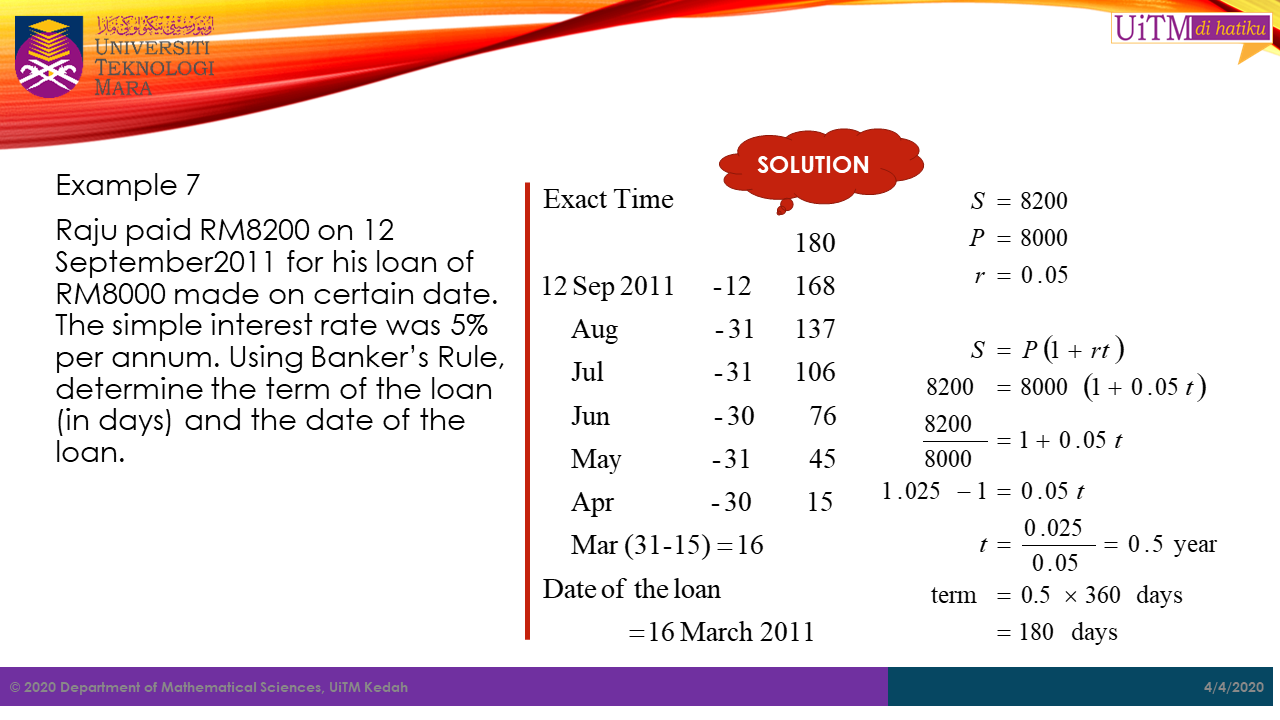 UNIVERSITI
TEKNOLOGI
MARA
UiTM di hatiku
Example 7
Raju paid RM8200 on 12
September2011 for his loan of
RM8000 made on certain date.
The simple interest rate was 5%
per annum. Using Banker’s Rule,
determine the term of the loan
(in days) and the date of the
loan.
SOLUTION
Exact Time
180
12 Sep 2011 -12 168
Aug -31 137
Jul -31 106
Jun -30 76
May -31 45
Apr -30 15
Mar (31-15) =16
Date of the loan
=16 March 2011
S = 8200
P = 8000
r = 0.05
S = P(1 + rt)
8200 = 8000 (1 + 0.05 t)
8200/8000 = 1 + 0.05 t
1.025 − 1 = 0.05 t
t = 0.025/0.05 = 0.5 year
term = 0.5 × 360 days
= 180 days
© 2020 Department of Mathematical Sciences, UiTM Kedah
4/4/2020